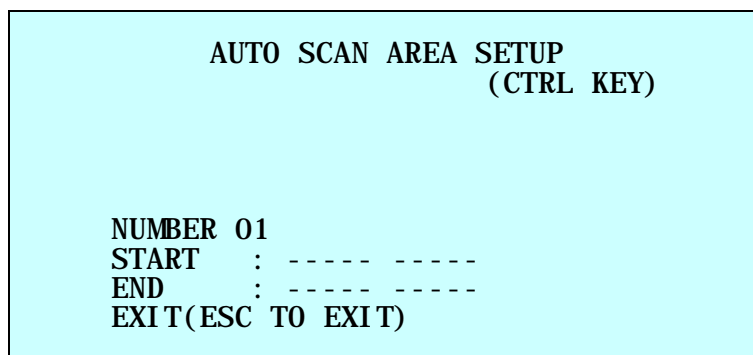 AUTO SCAN AREA SETUP
(CTRL KEY)
NUMBER 01
START : ----- -----
END : ----- -----
EXIT(ESC TO EXIT)